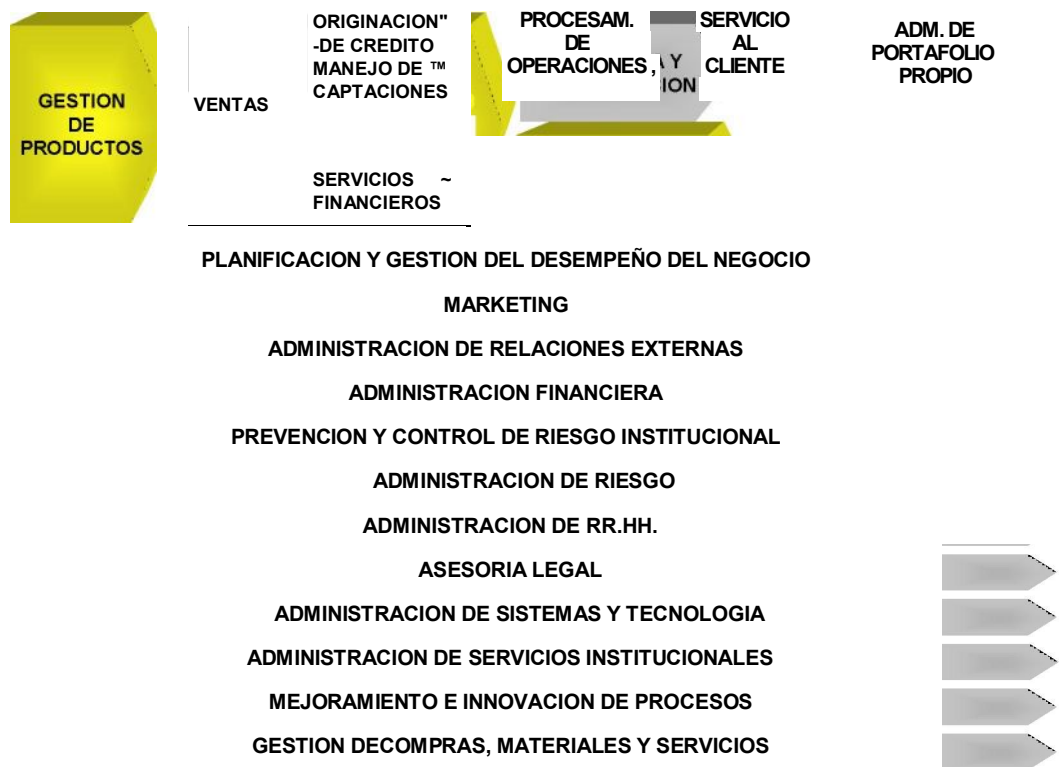 GESTION
DE
PRODUCTOS
VENTAS
ORIGINACION"
-DE CREDITO
MANEJO DE ™
CAPTACIONES
SERVICIOS ~
FINANCIEROS
PROCESAM.
DE
OPERACIONES ,
Y
ION
SERVICIO
AL
CLIENTE
ADM. DE
PORTAFOLIO
PROPIO
PLANIFICACION Y GESTION DEL DESEMPEÑO DEL NEGOCIO
MARKETING
ADMINISTRACION DE RELACIONES EXTERNAS
ADMINISTRACION FINANCIERA
PREVENCION Y CONTROL DE RIESGO INSTITUCIONAL
ADMINISTRACION DE RIESGO
ADMINISTRACION DE RR.HH.
ASESORIA LEGAL
ADMINISTRACION DE SISTEMAS Y TECNOLOGIA
ADMINISTRACION DE SERVICIOS INSTITUCIONALES
MEJORAMIENTO E INNOVACION DE PROCESOS
GESTION DECOMPRAS, MATERIALES Y SERVICIOS